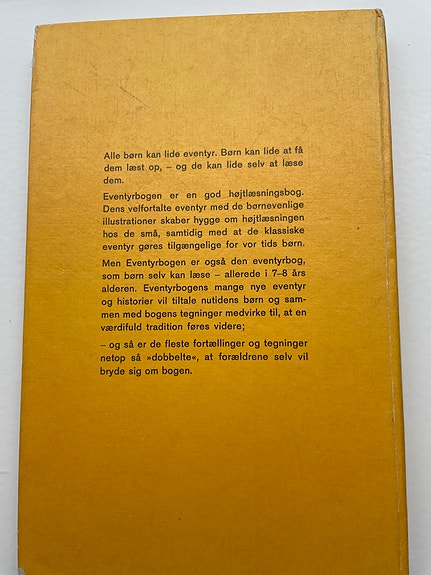 Alle børn kan lide eventyr. Børn kan lide at få
dem læst op, – og de kan lide selv at læse
dem.
Eventyrbogen er en god højtlæsningsbog.
Dens velfortalte eventyr med de børnevenlige
illustrationer skaber hygge om højtlæsningen
hos de små, samtidig med at de klassiske
eventyr gøres tilgængelige for vor tids børn.
Men Eventyrbogen er også den eventyrbog,
som børn selv kan læse – allerede i 7–8 års
alderen. Eventyrbogens mange nye eventyr
og historier vil tiltale nutidens børn og sam-
men med bogens tegninger medvirke til, at en
værdifuld tradition føres videre;
– og så er de fleste fortællinger og tegninger
netop så »dobbelte«, at forældrene selv vil
bryde sig om bogen.